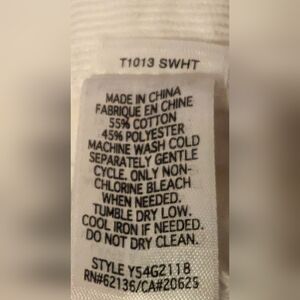 T1013 SWHT
MADE IN CHINA
FABRIQUE EN CHINE
55% COTTON
45% POLYESTER
MACHINE WASH COLD
SEPARATELY GENTLE
CYCLE. ONLY NON-
CHLORINE BLEACH
WHEN NEEDED.
TUMBLE DRY LOW.
COOL IRON IF NEEDED.
DO NOT DRY CLEAN.
STYLE Y54G2118
RN#62136/CA#20625